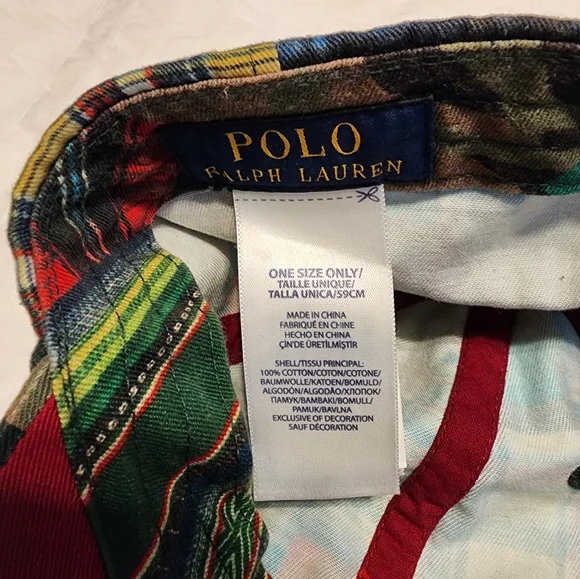 POLO
RALPH LAUREN
ONE SIZE ONLY/
TAILLE UNIQUE/
TALLA UNICA/59CM
MADE IN CHINA
FABRIQUÉ EN CHINE
HECHO EN CHINA
ÇİN'DE ÜRETİLMİŞTİR
SHELL/TISSU PRINCIPAL:
100% COTTON/COTON/COTONE/
BAUMWOLLE/KATOEN/BOMULD/
ALGODÓN/ALGODÃO/ХЛОПОК/
ΠΑΜΥΚ/BAMBAKI/BOMULL/
PAMUK/BAVLNA
EXCLUSIVE OF DECORATION
SAUF DÉCORATION